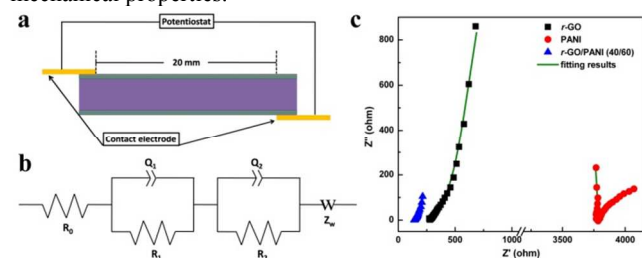 mechanical properties.
a
Potentiostat
20 mm
Contact electrode
b
Q1
Q2
R0
R1
W
Zw
c
r-GO
PANI
r-GO/PANI (40/60)
fitting results
Z'' (ohm)
800
600
400
200
0
0 500 1000 3500 4000
Z' (ohm)